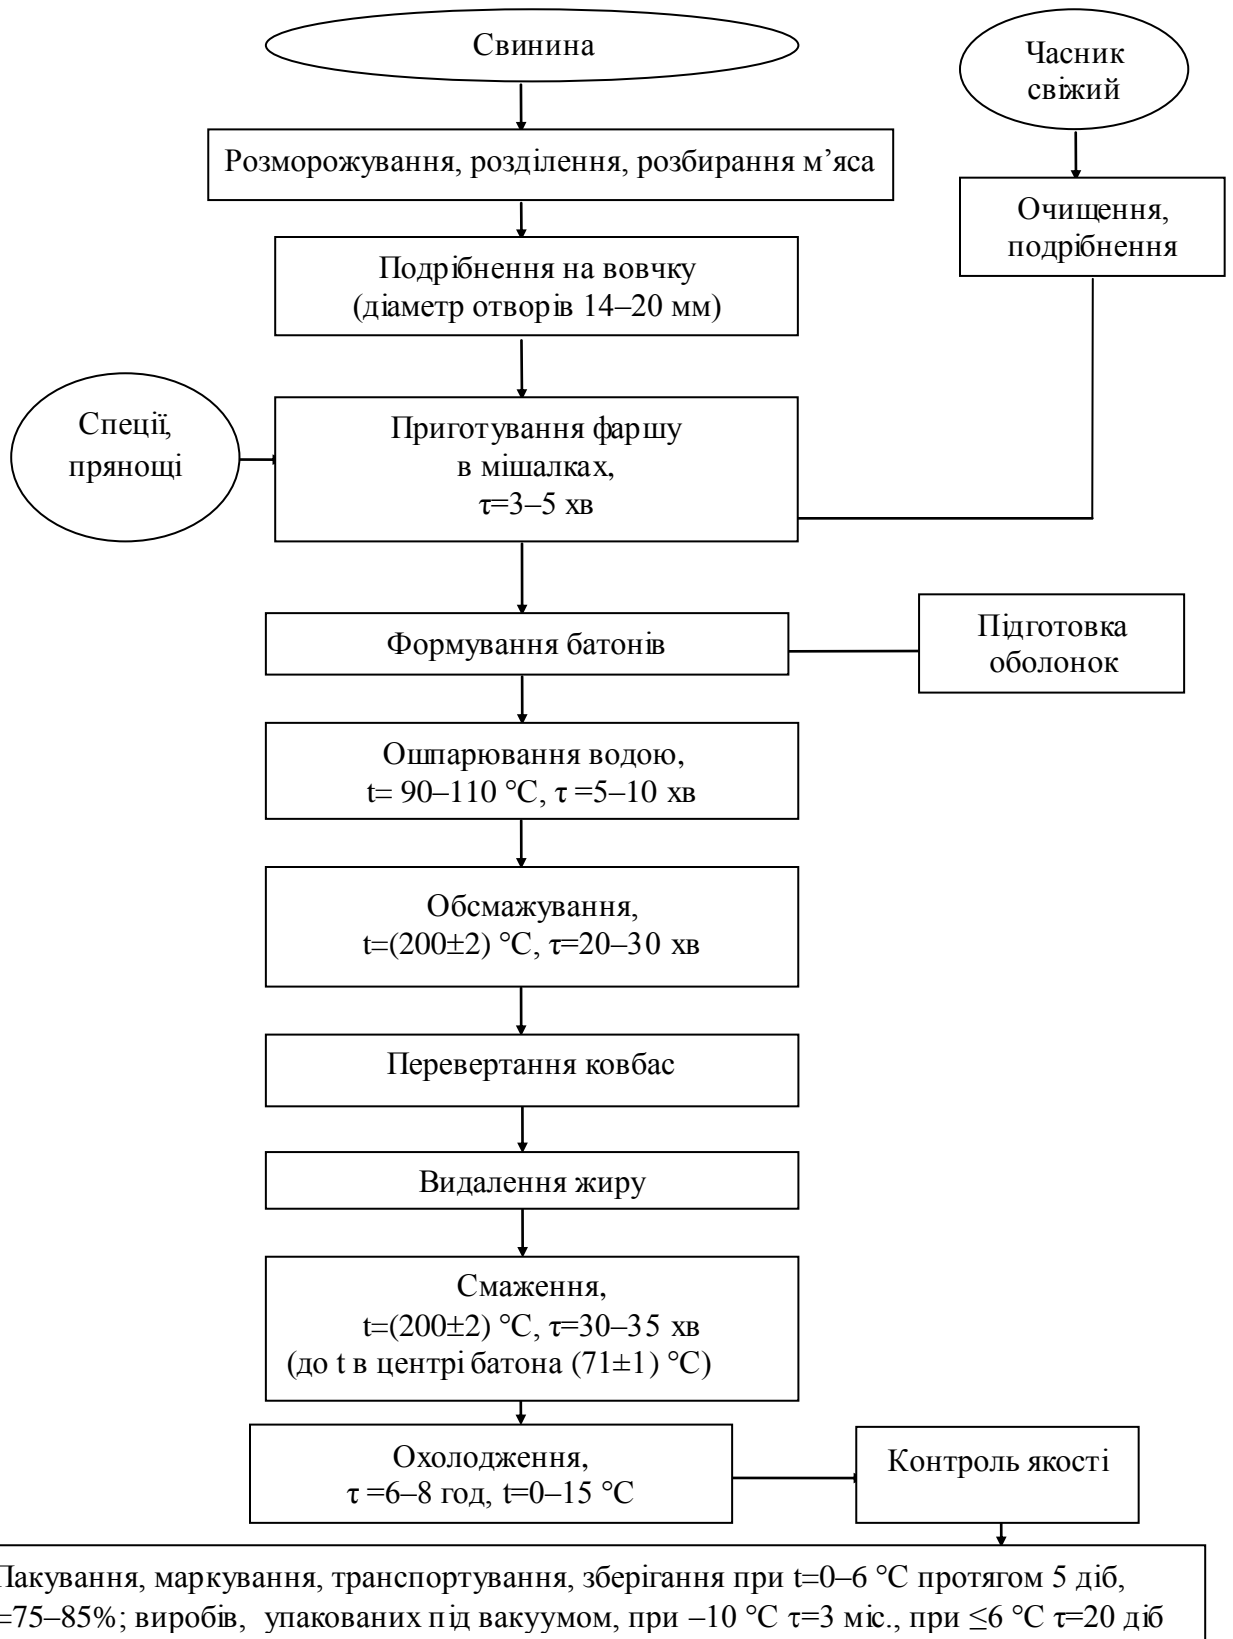 Свинина
Часник
свіжий
Розморожування, розділення, розбирання м’яса
Очищення,
подрібнення
Подрібнення на вовчку
(діаметр отворів 14–20 мм)
Спеції,
прянощі
Приготування фаршу
в мішалках,
τ=3–5 хв
Формування батонів
Підготовка
оболонок
Ошпарювання водою,
t= 90–110 °С, τ =5–10 хв
Обсмажування,
t=(200±2) °С, τ=20–30 хв
Перевертання ковбас
Видалення жиру
Смаження,
t=(200±2) °С, τ=30–35 хв
(до t в центрі батона (71±1) °С)
Охолодження,
τ =6–8 год, t=0–15 °С
Контроль якості
Пакування, маркування, транспортування, зберігання при t=0–6 °С протягом 5 діб,
=75–85%; виробів, упакованих під вакуумом, при –10 °С τ=3 міс., при ≤6 °С τ=20 діб